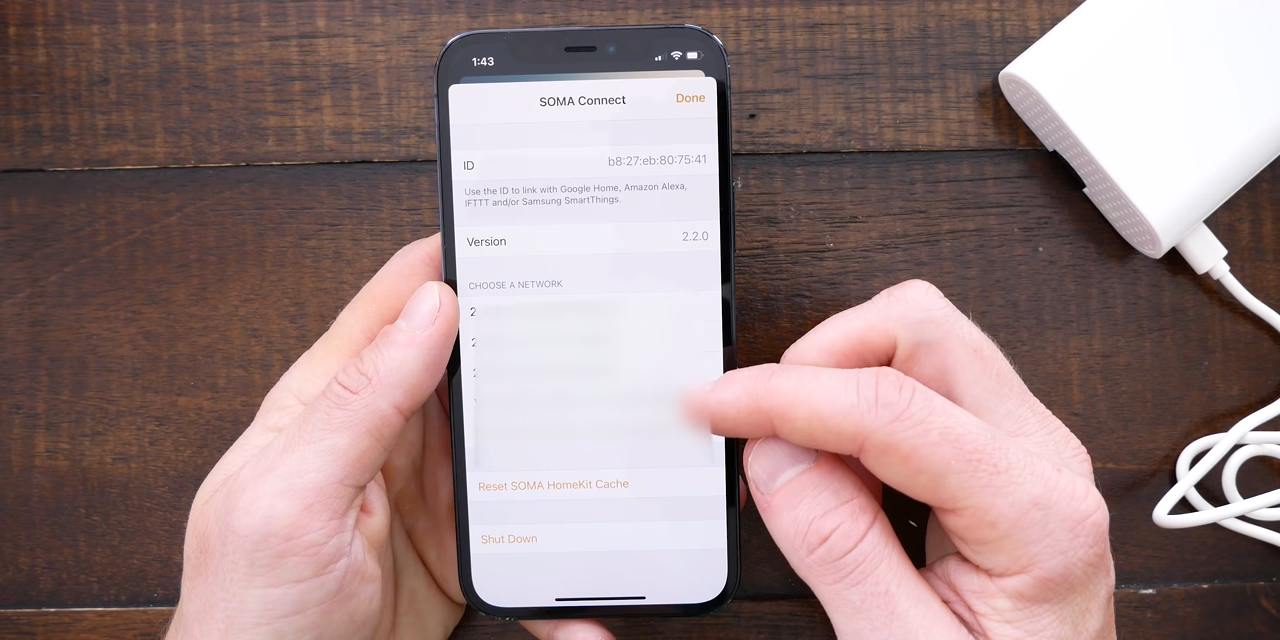 1:43
SOMA Connect
Done
ID
b8:27:eb:80:75:41
Use the ID to link with Google Home, Amazon Alexa,
IFTTT and/or Samsung SmartThings.
Version
2.2.0
CHOOSE A NETWORK
2
2
Reset SOMA HomeKit Cache
Shut Down